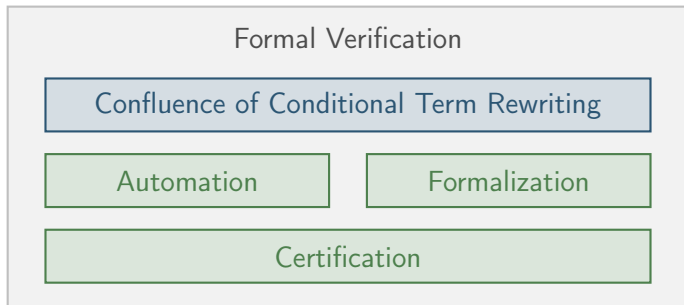 Formal Verification
Confluence of Conditional Term Rewriting
Automation
Formalization
Certification